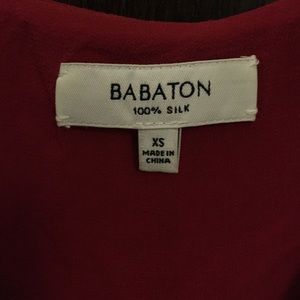 BABATON
100% SILK
XS
MADE IN
CHINA